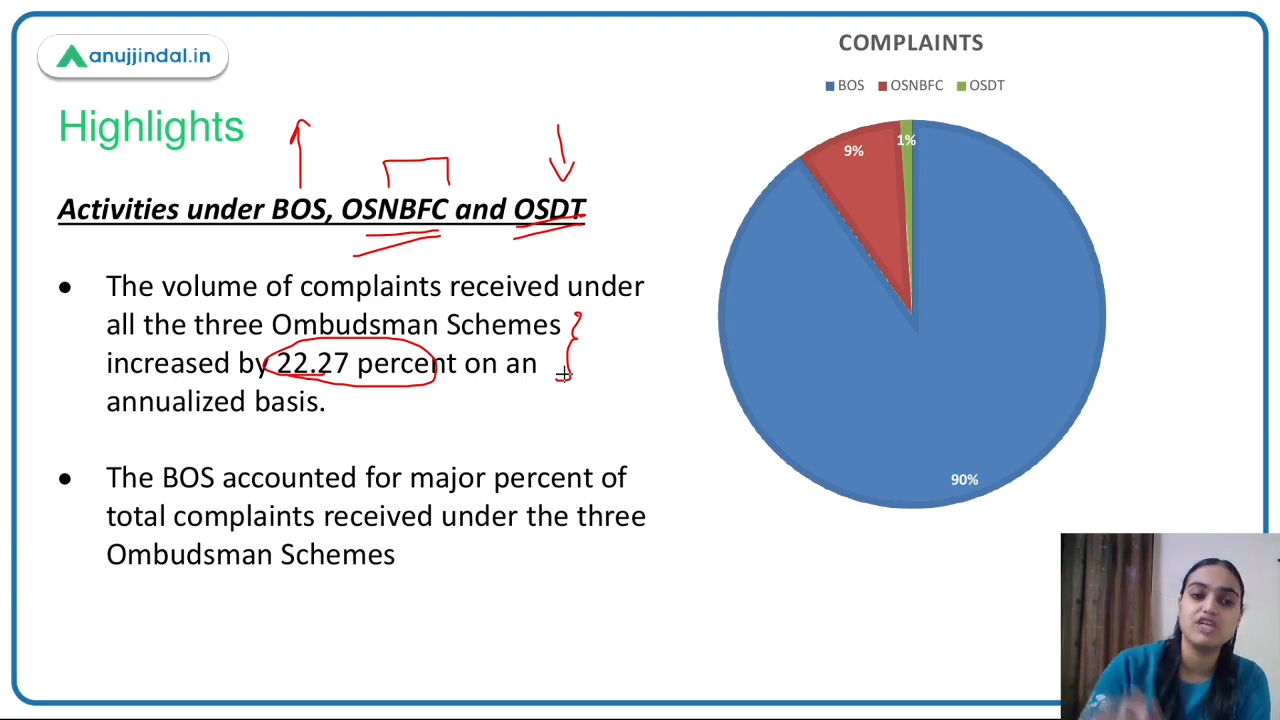 anujjindal.in
Highlights
Activities under BOS, OSNBFC and OSDT
● The volume of complaints received under
all the three Ombudsman Schemes
increased by 22.27 percent on an
annualized basis.
● The BOS accounted for major percent of
total complaints received under the three
Ombudsman Schemes
COMPLAINTS
BOS OSNBFC OSDT
9%
1%
90%